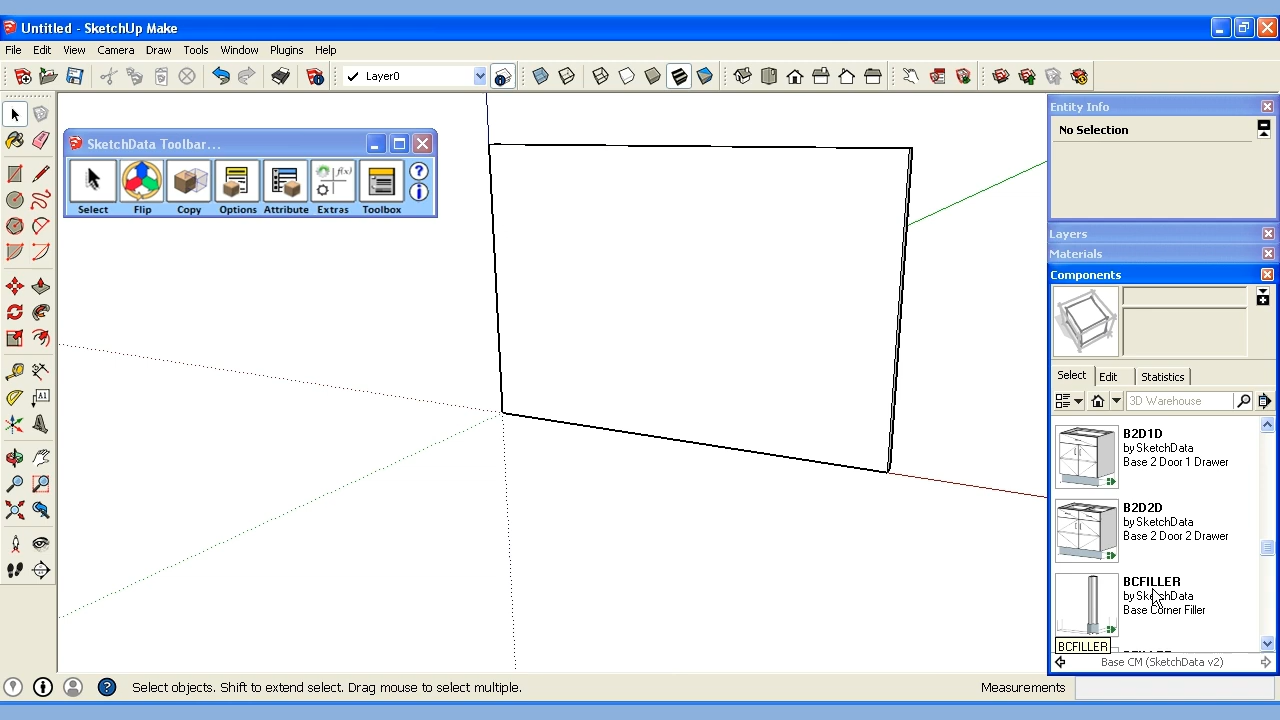 Untitled - SketchUp Make
File Edit View Camera Draw Tools Window Plugins Help
Layer0
SketchData Toolbar...
Select Flip Copy Options Attribute Extras Toolbox
Entity Info
No Selection
Layers
Materials
Components
Select Edit Statistics
3D Warehouse
B2D1D
by SketchData
Base 2 Door 1 Drawer
B2D2D
by SketchData
Base 2 Door 2 Drawer
BCFILLER
by SketchData
Base Corner Filler
BCFILLER
Base CM (SketchData v2)
Select objects. Shift to extend select. Drag mouse to select multiple.
Measurements